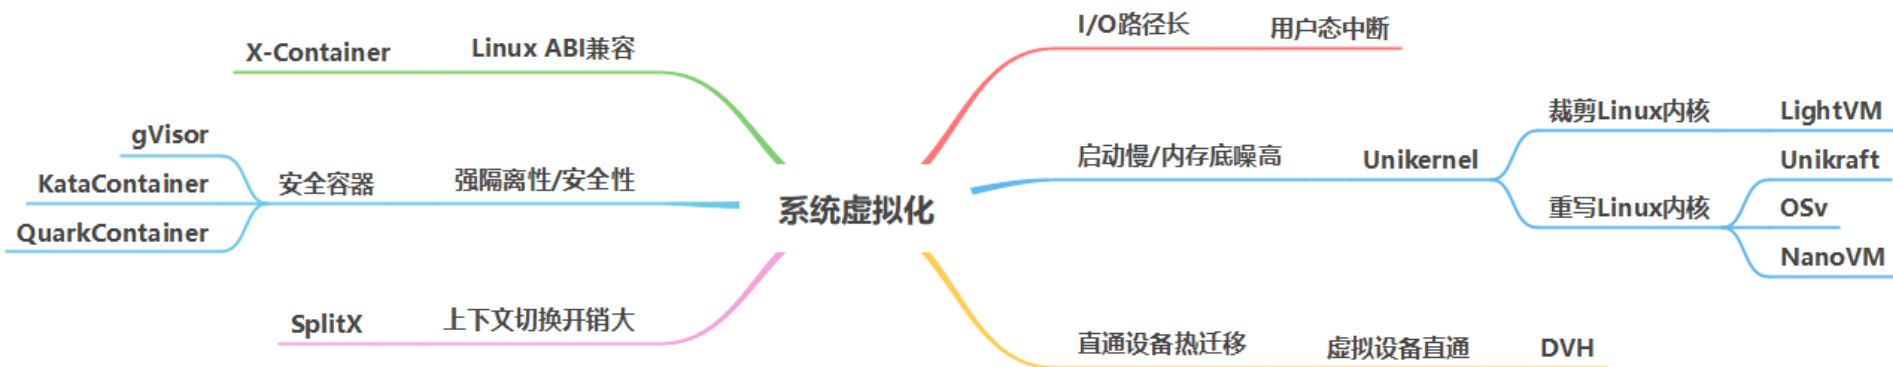 系统虚拟化
I/O路径长
用户态中断
启动慢/内存底噪高
Unikernel
裁剪Linux内核
LightVM
重写Linux内核
Unikraft
OSv
NanoVM
直通设备热迁移
虚拟设备直通
DVH
Linux ABI兼容
X-Container
强隔离性/安全性
安全容器
gVisor
KataContainer
QuarkContainer
上下文切换开销大
SplitX